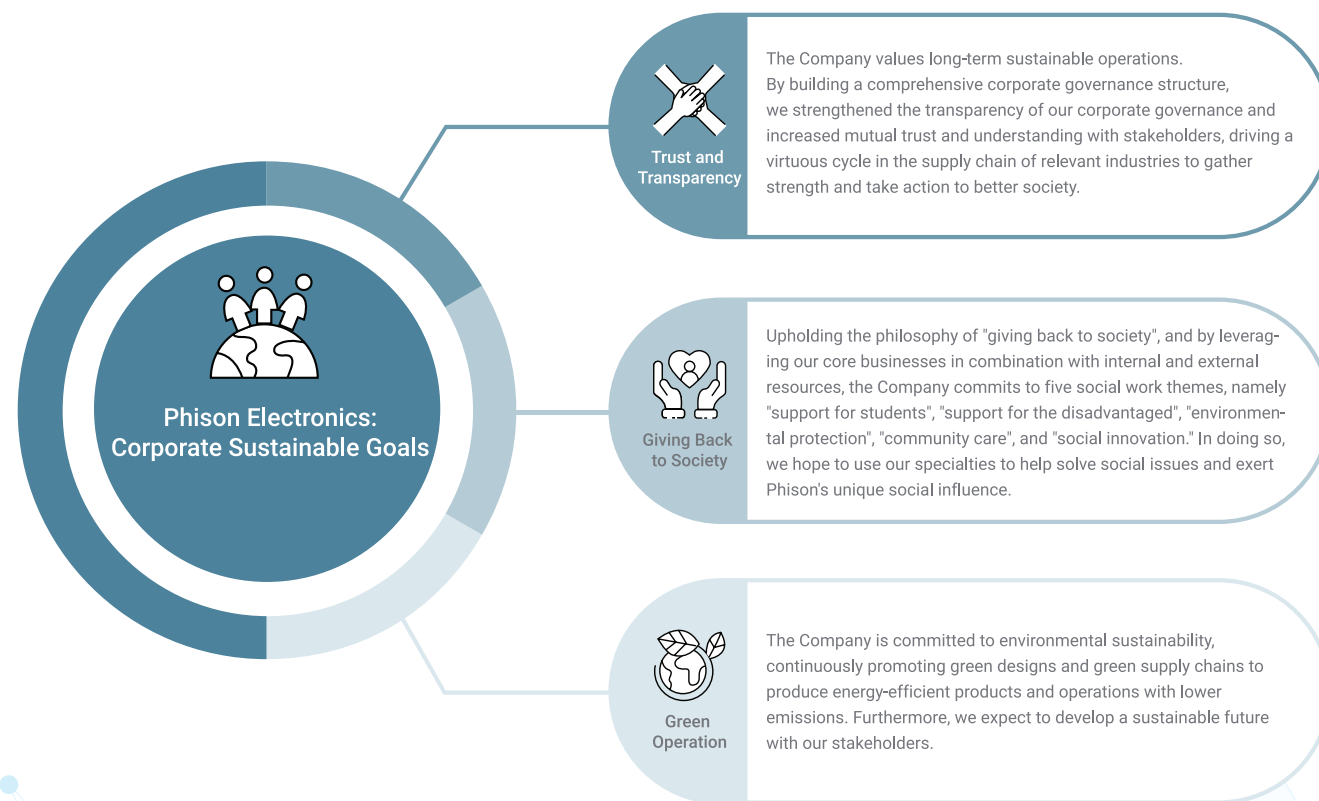 Phison Electronics:
Corporate Sustainable Goals
Trust and
Transparency
The Company values long-term sustainable operations.
By building a comprehensive corporate governance structure,
we strengthened the transparency of our corporate governance and
increased mutual trust and understanding with stakeholders, driving a
virtuous cycle in the supply chain of relevant industries to gather
strength and take action to better society.
Giving Back
to Society
Upholding the philosophy of "giving back to society", and by leverag-
ing our core businesses in combination with internal and external
resources, the Company commits to five social work themes, namely
"support for students", "support for the disadvantaged", "environmen-
tal protection", "community care", and "social innovation." In doing so,
we hope to use our specialties to help solve social issues and exert
Phison's unique social influence.
Green
Operation
The Company is committed to environmental sustainability,
continuously promoting green designs and green supply chains to
produce energy-efficient products and operations with lower
emissions. Furthermore, we expect to develop a sustainable future
with our stakeholders.